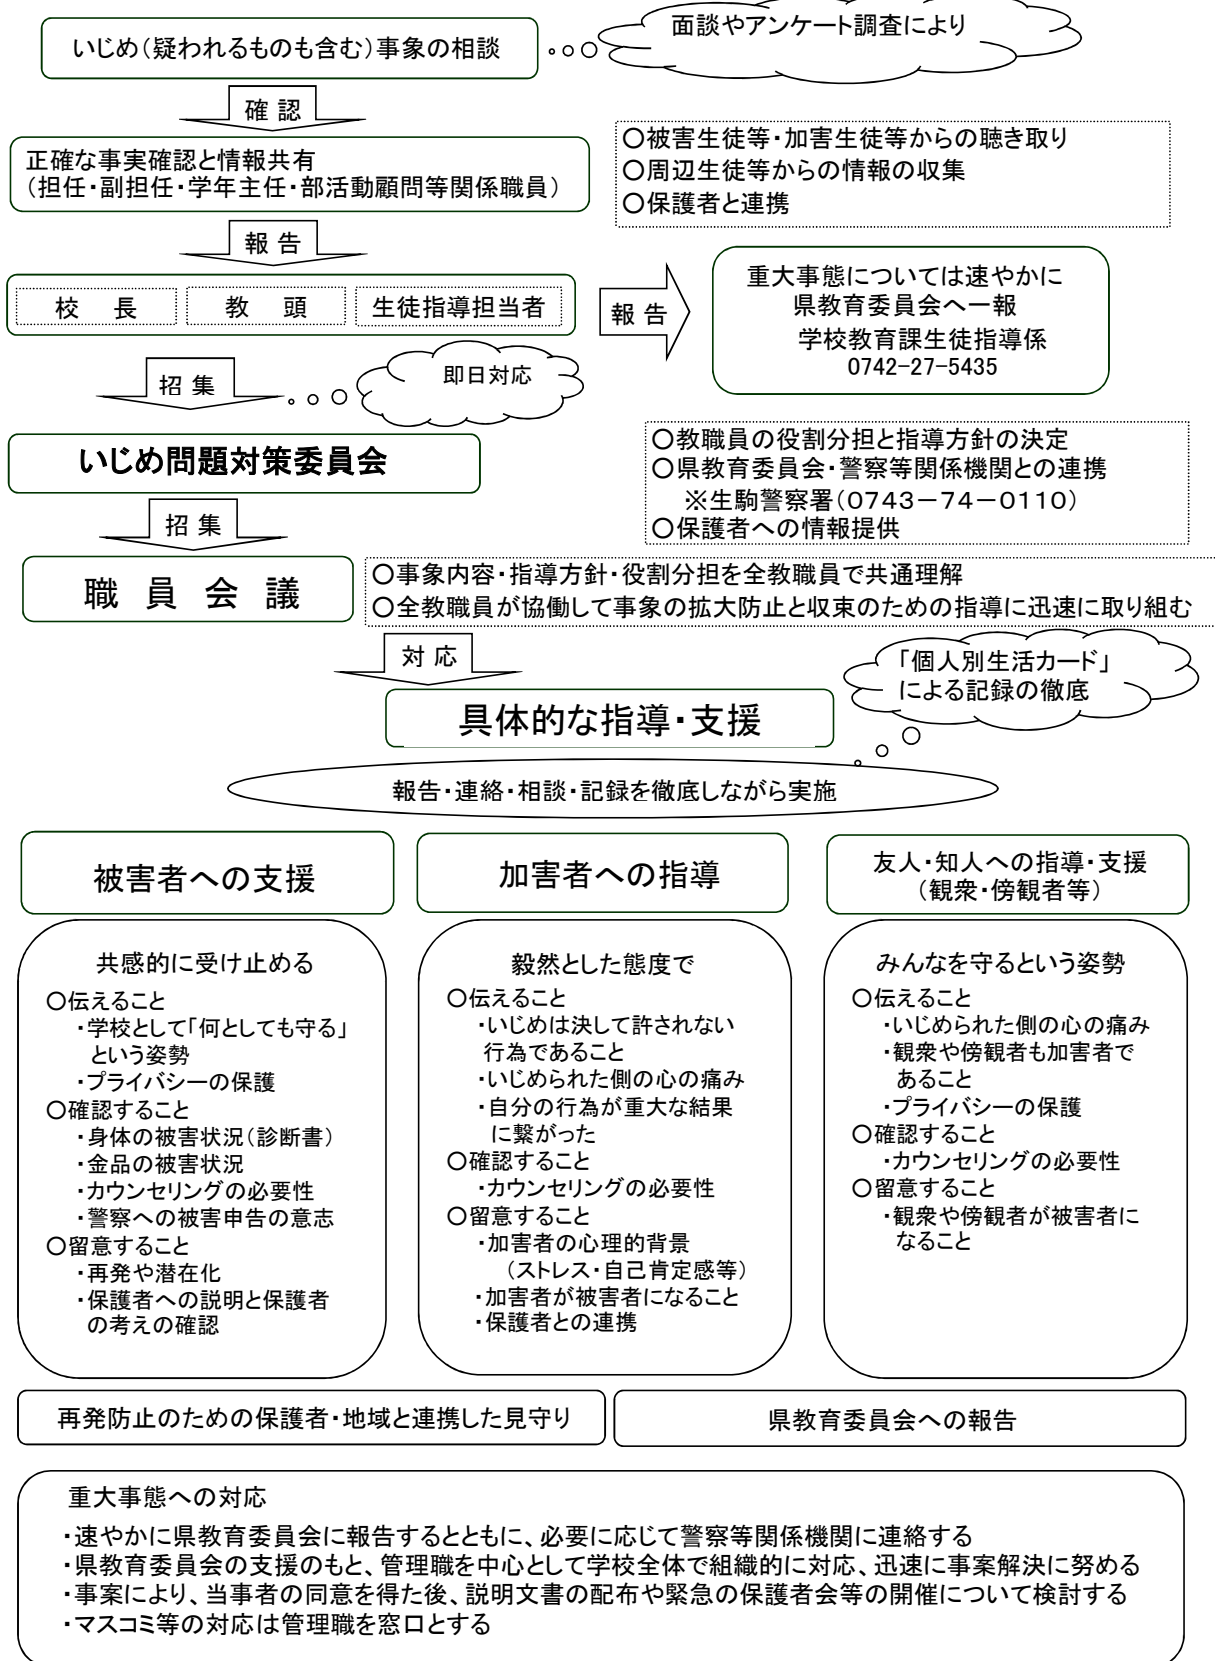 いじめ（疑われるものも含む）事象の相談
面談やアンケート調査により
確 認
正確な事実確認と情報共有
（担任・副担任・学年主任・部活動顧問等関係職員）
○被害生徒等・加害生徒等からの聴き取り
○周辺生徒等からの情報の収集
○保護者と連携
報 告
校　長
教　頭
生徒指導担当者
報 告
重大事態については速やかに
県教育委員会へ一報
学校教育課生徒指導係
0742-27-5435
招 集
即日対応
いじめ問題対策委員会
○教職員の役割分担と指導方針の決定
○県教育委員会・警察等関係機関との連携
※生駒警察署（０７４３－７４－０１１０）
○保護者への情報提供
招 集
職　員　会　議
○事象内容・指導方針・役割分担を全教職員で共通理解
○全教職員が協働して事象の拡大防止と収束のための指導に迅速に取り組む
対 応
「個人別生活カード」
による記録の徹底
具体的な指導・支援
報告・連絡・相談・記録を徹底しながら実施
被害者への支援
共感的に受け止める
○伝えること
・学校として「何としても守る」
という姿勢
・プライバシーの保護
○確認すること
・身体の被害状況（診断書）
・金品の被害状況
・カウンセリングの必要性
・警察への被害申告の意志
○留意すること
・再発や潜在化
・保護者への説明と保護者
の考えの確認
加害者への指導
毅然とした態度で
○伝えること
・いじめは決して許されない
行為であること
・いじめられた側の心の痛み
・自分の行為が重大な結果
に繋がった
○確認すること
・カウンセリングの必要性
○留意すること
・加害者の心理的背景
（ストレス・自己肯定感等）
・加害者が被害者になること
・保護者との連携
友人・知人への指導・支援
（観衆・傍観者等）
みんなを守るという姿勢
○伝えること
・いじめられた側の心の痛み
・観衆や傍観者も加害者で
あること
・プライバシーの保護
○確認すること
・カウンセリングの必要性
○留意すること
・観衆や傍観者が被害者に
なること
再発防止のための保護者・地域と連携した見守り
県教育委員会への報告
重大事態への対応
・速やかに県教育委員会に報告するとともに、必要に応じて警察等関係機関に連絡する
・県教育委員会の支援のもと、管理職を中心として学校全体で組織的に対応、迅速に事案解決に努める
・事案により、当事者の同意を得た後、説明文書の配布や緊急の保護者会等の開催について検討する
・マスコミ等の対応は管理職を窓口とする